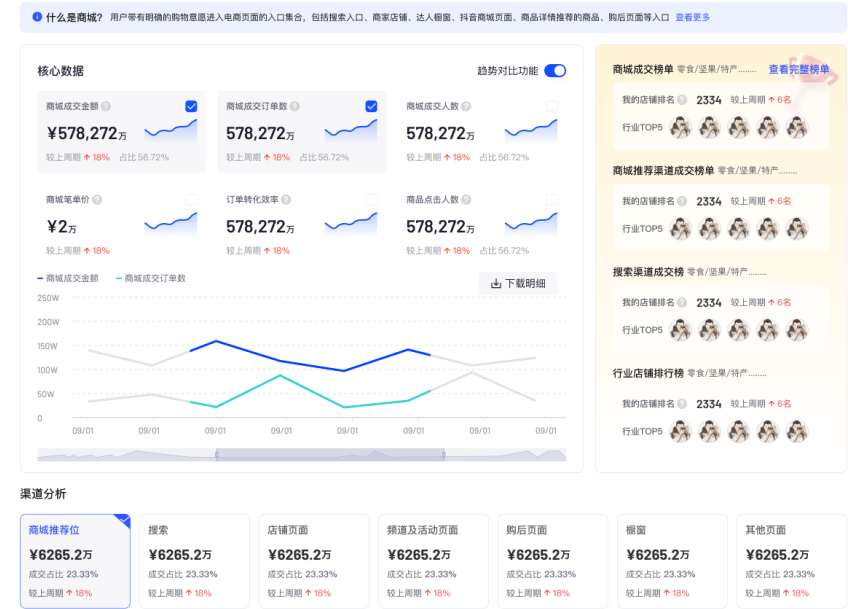 什么是商城? 用户带有明确的购物意愿进入电商页面的入口集合，包括搜索入口、商家店铺、达人橱窗、抖音商城页面、商品详情推荐的商品、购后页面等入口 查看更多
核心数据
趋势对比功能
商城成交金额
¥578,272万
较上周期 18% 占比56.72%
商城成交订单数
578,272万
较上周期 18% 占比56.72%
商城成交人数
578,272万
较上周期 18% 占比56.72%
商城笔单价
¥2万
较上周期 18%
订单转化效率
578,272万
较上周期 18%
商品点击人数
578,272万
较上周期 18% 占比56.72%
商城成交金额 商城成交订单数
下载明细
250W
200W
150W
100W
50W
0
09/01 09/01 09/01 09/01 09/01 09/01 09/01 09/01
商城成交榜单 零食/坚果/特产........ 查看完整榜单
我的店铺排名 2334 较上周期 6名
行业TOP5
商城推荐渠道成交榜单 零食/坚果/特产........
我的店铺排名 2334 较上周期 6名
行业TOP5
搜索渠道成交榜 零食/坚果/特产........
我的店铺排名 2334 较上周期 6名
行业TOP5
行业店铺排行榜 零食/坚果/特产........
我的店铺排名 2334 较上周期 6名
行业TOP5
渠道分析
商城推荐位
¥6265.2万
成交占比 23.33%
较上周期 18%
搜索
¥6265.2万
成交占比 23.33%
较上周期 18%
店铺页面
¥6265.2万
成交占比 23.33%
较上周期 18%
频道及活动页面
¥6265.2万
成交占比 23.33%
较上周期 18%
购后页面
¥6265.2万
成交占比 23.33%
较上周期 18%
橱窗
¥6265.2万
成交占比 23.33%
较上周期 18%
其他页面
¥6265.2万
成交占比 23.33%
较上周期 18%